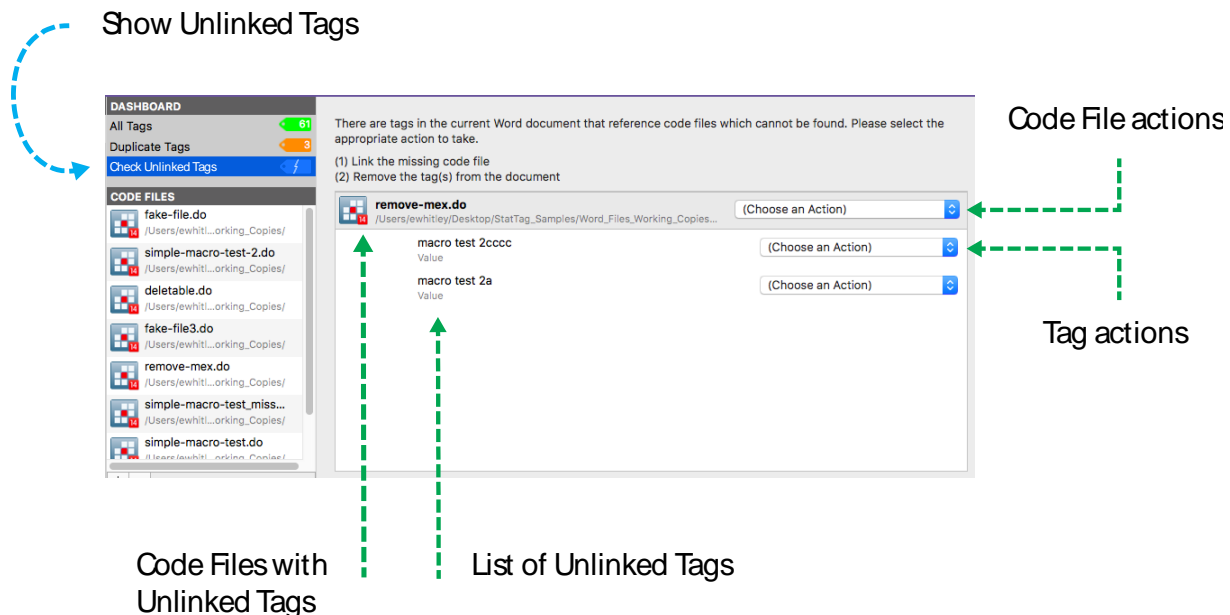 Show Unlinked Tags
DASHBOARD
All Tags 61
Duplicate Tags 3
Check Unlinked Tags
CODE FILES
fake-file.do
/Users/ewhitl...orking_Copies/
simple-macro-test-2.do
/Users/ewhitl...orking_Copies/
deletable.do
/Users/ewhitl...orking_Copies/
fake-file3.do
/Users/ewhitl...orking_Copies/
remove-mex.do
/Users/ewhitl...orking_Copies/
simple-macro-test_miss...
/Users/ewhitl...orking_Copies/
simple-macro-test.do
/Users/ewhitl...orking_Copies/
There are tags in the current Word document that reference code files which cannot be found. Please select the
appropriate action to take.
(1) Link the missing code file
(2) Remove the tag(s) from the document
remove-mex.do
/Users/ewhitley/Desktop/StatTag_Samples/Word_Files_Working_Copies...
(Choose an Action)
14
macro test 2cccc
Value
(Choose an Action)
macro test 2a
Value
(Choose an Action)
Code File actions
Tag actions
Code Files with
Unlinked Tags
List of Unlinked Tags